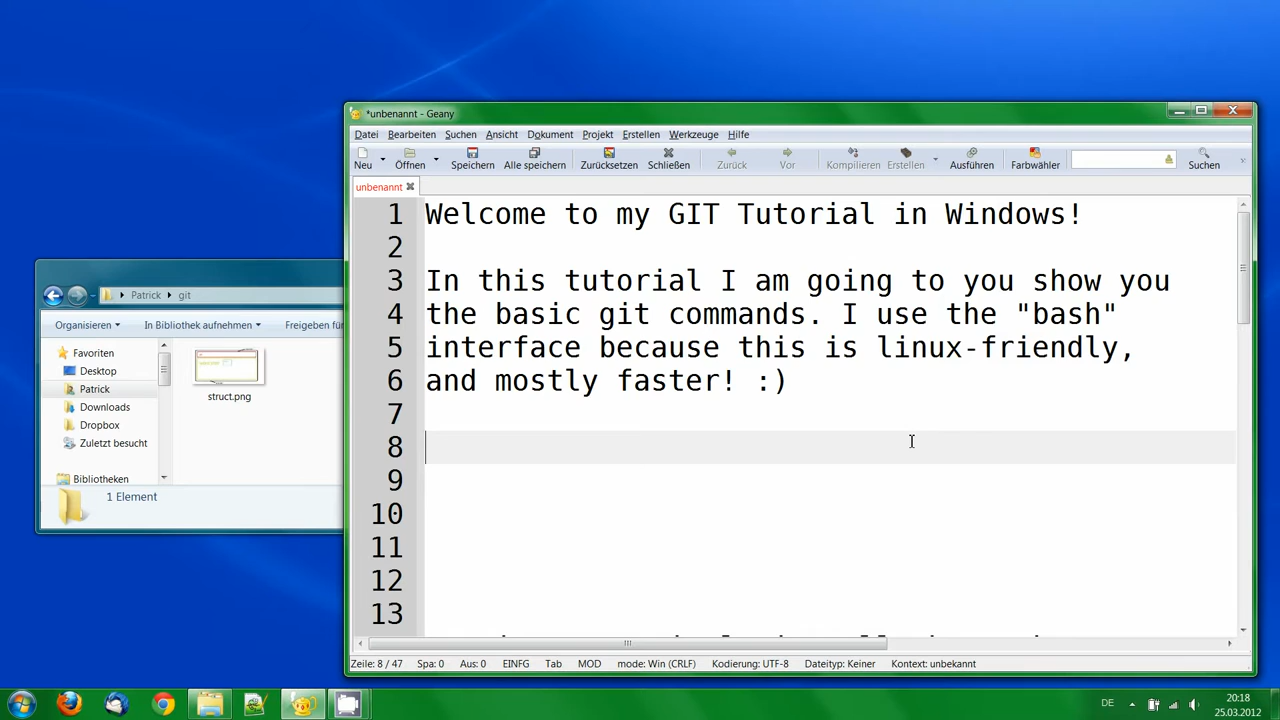 *unbenannt - Geany
Datei Bearbeiten Suchen Ansicht Dokument Projekt Erstellen Werkzeuge Hilfe
Neu Öffnen Speichern Alle speichern Zurücksetzen Schließen Zurück Vor Kompilieren Erstellen Ausführen Farbwähler Suchen
unbenannt
1 Welcome to my GIT Tutorial in Windows!
2
3 In this tutorial I am going to you show you
4 the basic git commands. I use the "bash"
5 interface because this is linux-friendly,
6 and mostly faster! :)
7
8
9
10
11
12
13
Zeile: 8 / 47 Spa: 0 Aus: 0 EINFG Tab MOD mode: Win (CRLF) Kodierung: UTF-8 Dateityp: Keiner Kontext: unbekannt
Patrick git
Organisieren In Bibliothek aufnehmen Freigeben für
Favoriten
Desktop
Patrick
Downloads
Dropbox
Zuletzt besucht
Bibliotheken
struct.png
1 Element
DE
20:18
25.03.2012